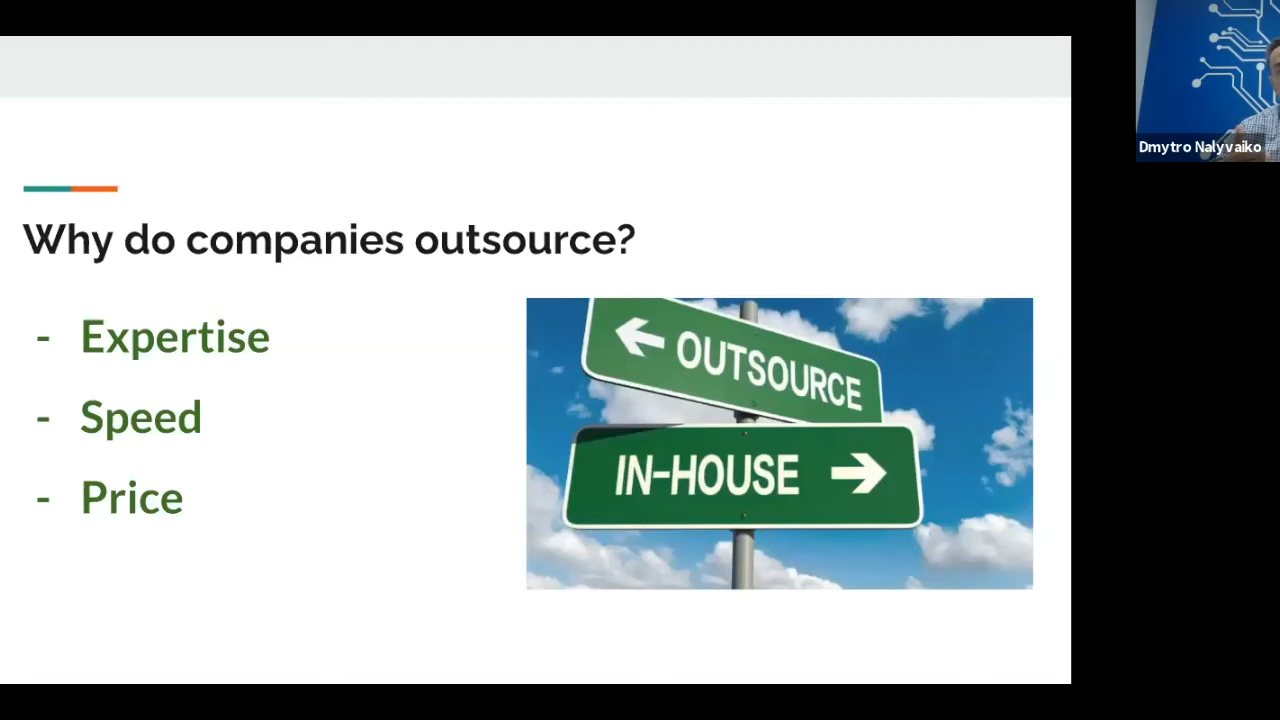 Dmytro Nalyvaiko
Why do companies outsource?
- Expertise
- Speed
- Price
OUTSOURCE
IN-HOUSE